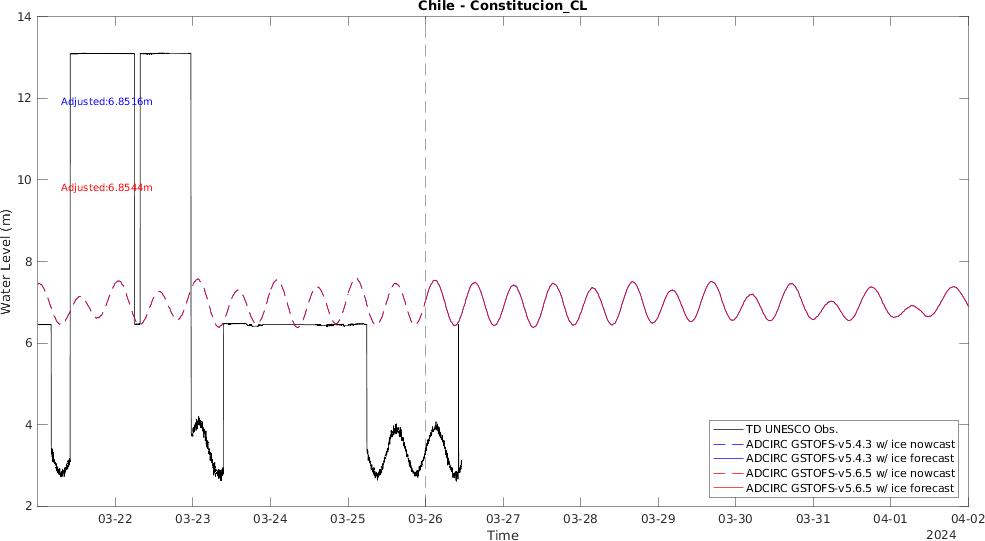 Chile - Constitucion_CL
14
12
10
8
6
4
2
Water Level (m)
Adjusted:6.8516m
Adjusted:6.8544m
TD UNESCO Obs.
ADCIRC GSTOFS-v5.4.3 w/ ice nowcast
ADCIRC GSTOFS-v5.4.3 w/ ice forecast
ADCIRC GSTOFS-v5.6.5 w/ ice nowcast
ADCIRC GSTOFS-v5.6.5 w/ ice forecast
03-22 03-23 03-24 03-25 03-26 03-27 03-28 03-29 03-30 03-31 04-01 04-02
Time
2024